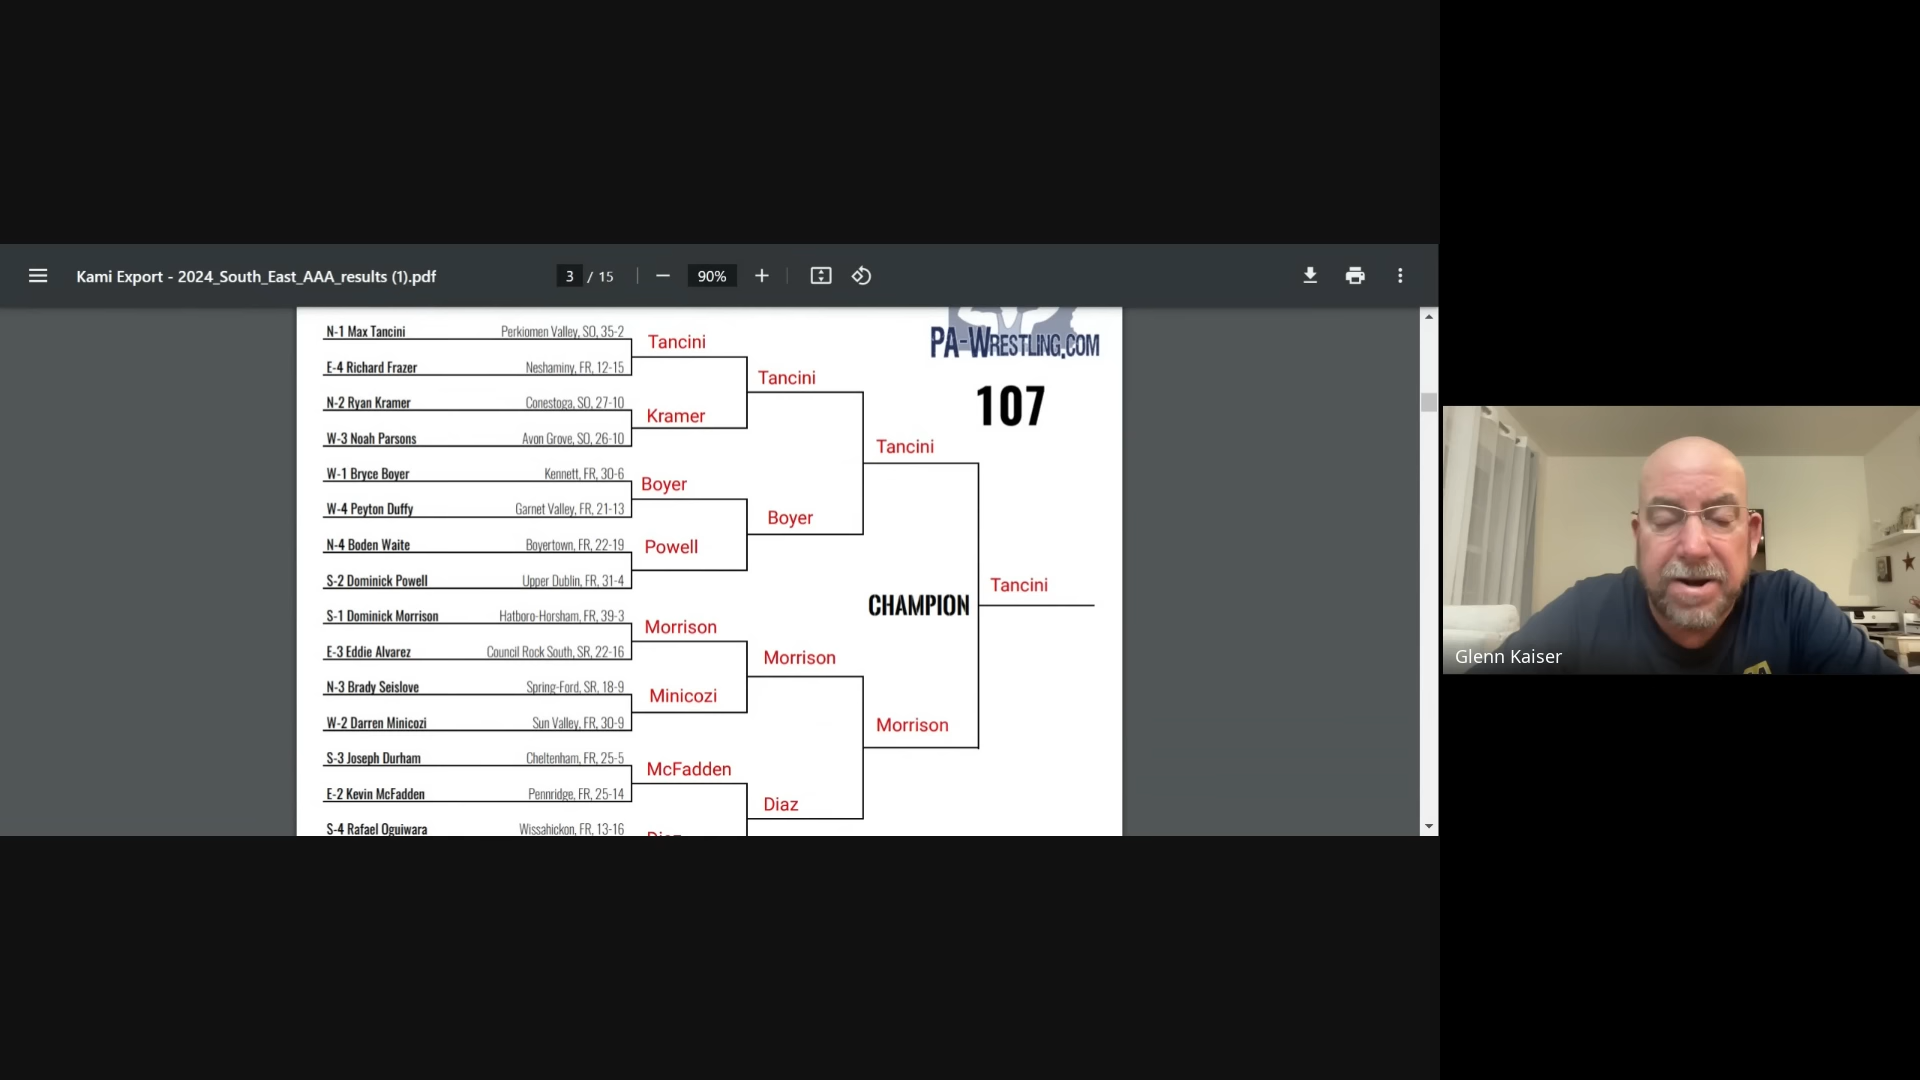 Kami Export - 2024_South_East_AAA_results (1).pdf
3 / 15
90%
N-1 Max Tancini Perkiomen Valley, SO, 35-2
Tancini
PA-WRESTLING.COM
E-4 Richard Frazer Neshaminy, FR, 12-15
Tancini
N-2 Ryan Kramer Conestoga, SO, 27-10
107
Kramer
W-3 Noah Parsons Avon Grove, SO, 26-10
Tancini
W-1 Bryce Boyer Kennett, FR, 30-6
Boyer
W-4 Peyton Duffy Garnet Valley, FR, 21-13
Boyer
N-4 Boden Waite Boyertown, FR, 22-19
Powell
S-2 Dominick Powell Upper Dublin, FR, 31-4
Tancini
CHAMPION
S-1 Dominick Morrison Hatboro-Horsham, FR, 39-3
Morrison
E-3 Eddie Alvarez Council Rock South, SR, 22-16
Morrison
N-3 Brady Seislove Spring-Ford, SR, 18-9
Minicozi
W-2 Darren Minicozi Sun Valley, FR, 30-9
Morrison
S-3 Joseph Durham Cheltenham, FR, 25-5
McFadden
E-2 Kevin McFadden Pennridge, FR, 25-14
Diaz
S-4 Rafael Oguiwara Wissahickon, FR, 13-16
Diaz
Glenn Kaiser